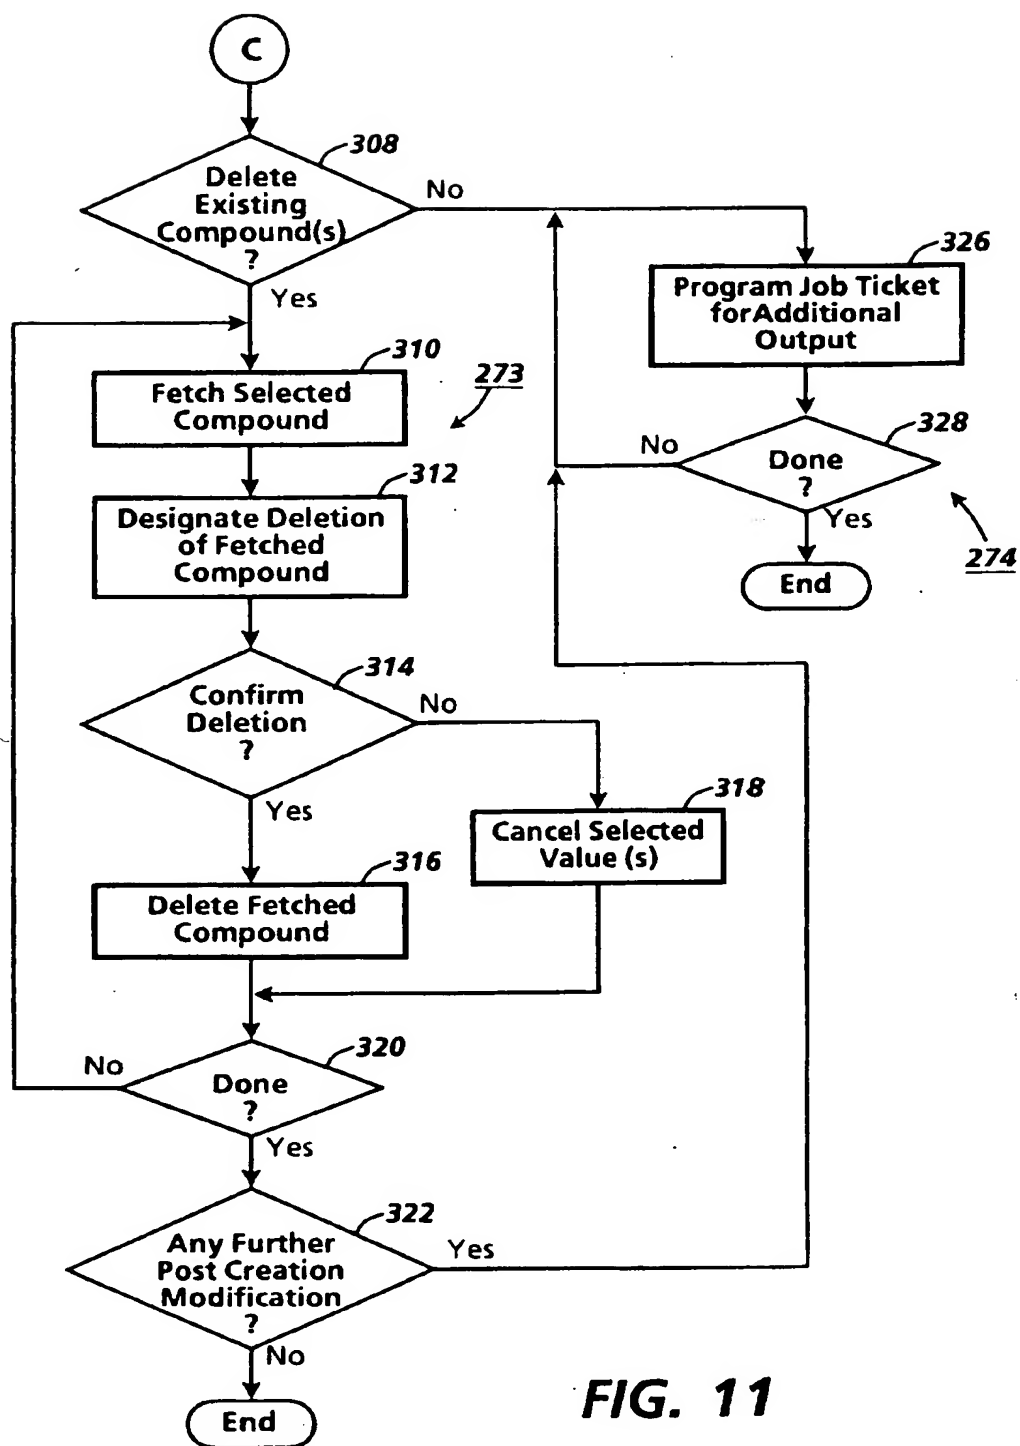 C
308
Delete
Existing
Compound(s)
?
No
Yes
326
Program Job Ticket
for Additional
Output
310
Fetch Selected
Compound
273
328
Done
?
No
Yes
274
End
312
Designate Deletion
of Fetched
Compound
314
Confirm
Deletion
?
No
Yes
318
Cancel Selected
Value (s)
316
Delete Fetched
Compound
320
No
Done
?
Yes
322
Any Further
Post Creation
Modification
?
Yes
No
End
FIG. 11